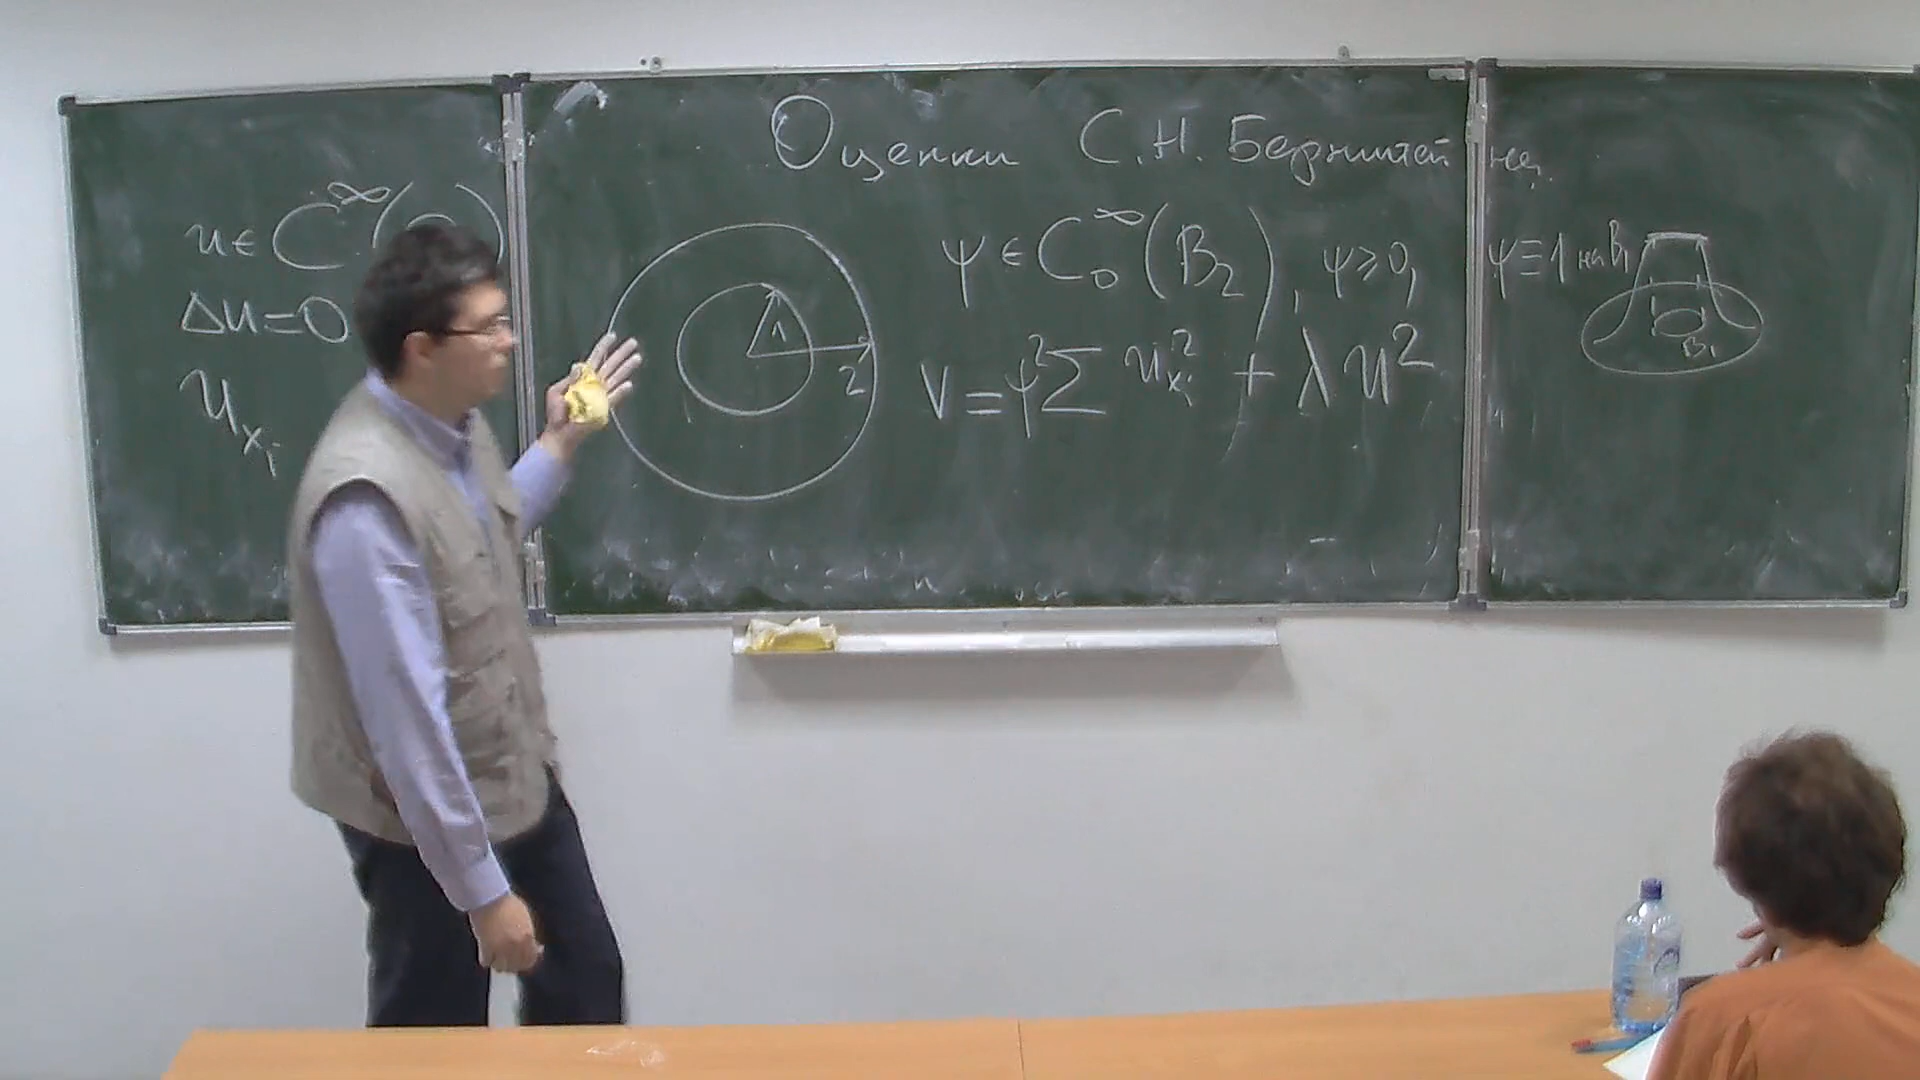 Оценки С.Н. Бернштейна
u ∈ C^∞(
Δu=0
u_{x_i}
1
2
ψ ∈ C_0^∞(B_2), ψ≥0, ψ≡1 на B_1
V = ψ^2 Σ u_{x_i}^2 + λu^2
B_1